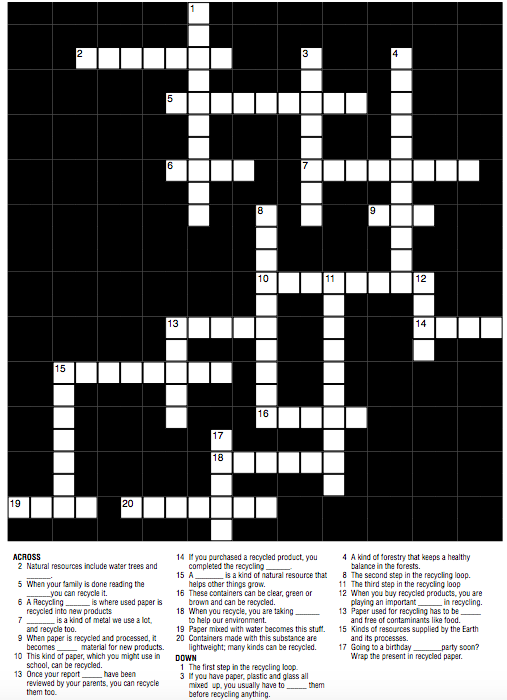 1
2
3
4
5
6
7
8
9
10
11
12
13
14
15
16
17
18
19
20
ACROSS
2 Natural resources include water trees and
______.
5 When your family is done reading the
______you can recycle it.
6 A Recycling ______ is where used paper is
recycled into new products
7 ______ is a kind of metal we use a lot,
and recycle too.
9 When paper is recycled and processed, it
becomes _____ material for new products.
10 This kind of paper, which you might use in
school, can be recycled.
13 Once your report _____ have been
reviewed by your parents, you can recycle
them too.
14 If you purchased a recycled product, you
completed the recycling ______.
15 A ______ is a kind of natural resource that
helps other things grow.
16 These containers can be clear, green or
brown and can be recycled.
18 When you recycle, you are taking ______
to help our environment.
19 Paper mixed with water becomes this stuff.
20 Containers made with this substance are
lightweight; many kinds can be recycled.
DOWN
1 The first step in the recycling loop.
3 If you have paper, plastic and glass all
mixed up, you usually have to _____ them
before recycling anything.
4 A kind of forestry that keeps a healthy
balance in the forests.
8 The second step in the recycling loop.
11 The third step in the recycling loop
12 When you buy recycled products, you are
playing an important _____ in recycling.
13 Paper used for recycling has to be _____
and free of contaminants like food.
15 Kinds of resources supplied by the Earth
and its processes.
17 Going to a birthday ________party soon?
Wrap the present in recycled paper.